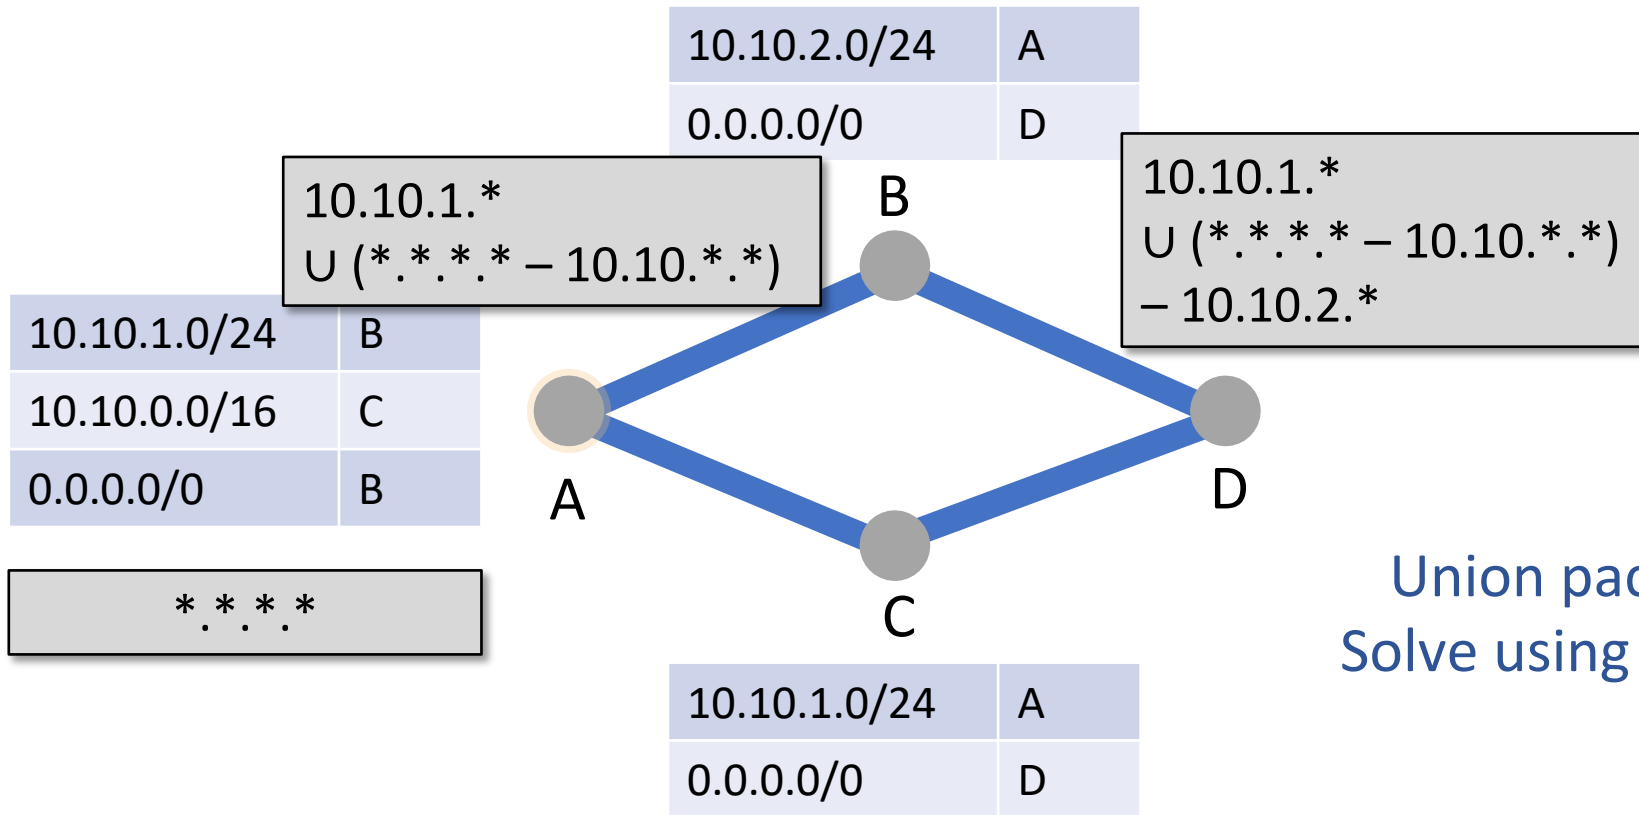 10.10.2.0/24 A
0.0.0.0/0 D
10.10.1.*
∪ (*.*.*.* – 10.10.*.*)
B
10.10.1.*
∪ (*.*.*.* – 10.10.*.*)
– 10.10.2.*
10.10.1.0/24 B
10.10.0.0/16 C
0.0.0.0/0 B
A
D
*.*.*.*
C
Union
Solve using
10.10.1.0/24 A
0.0.0.0/0 D